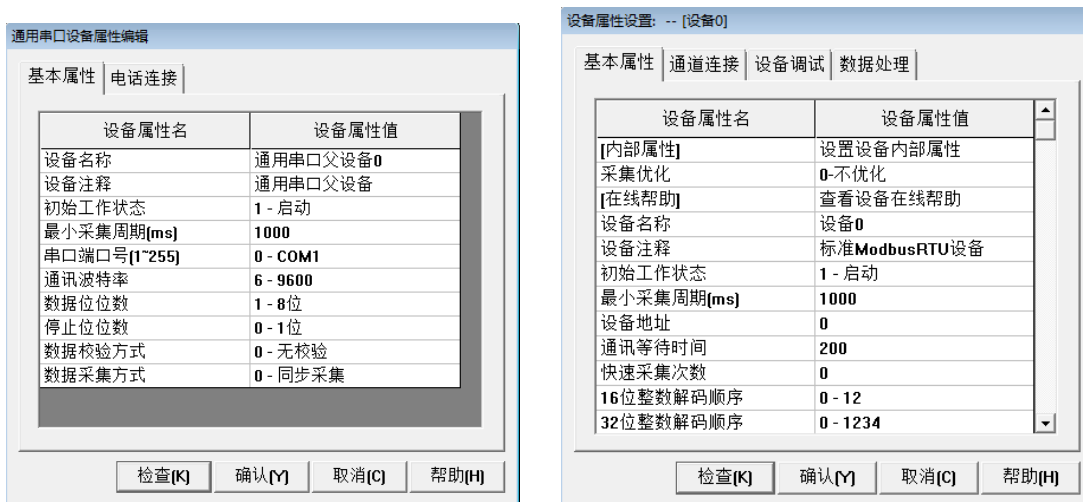 通用串口设备属性编辑
基本属性 电话连接
设备属性名 设备属性值
设备名称 通用串口父设备0
设备注释 通用串口父设备
初始工作状态 1 - 启动
最小采集周期(ms) 1000
串口端口号(1~255) 0 - COM1
通讯波特率 6 - 9600
数据位位数 1 - 8位
停止位位数 0 - 1位
数据校验方式 0 - 无校验
数据采集方式 0 - 同步采集
检查(K) 确认(Y) 取消(C) 帮助(H)
设备属性设置: -- [设备0]
基本属性 通道连接 设备调试 数据处理
设备属性名 设备属性值
[内部属性] 设置设备内部属性
采集优化 0-不优化
[在线帮助] 查看设备在线帮助
设备名称 设备0
设备注释 标准ModbusRTU设备
初始工作状态 1 - 启动
最小采集周期(ms) 1000
设备地址 0
通讯等待时间 200
快速采集次数 0
16位整数解码顺序 0 - 12
32位整数解码顺序 0 - 1234
检查(K) 确认(Y) 取消(C) 帮助(H)